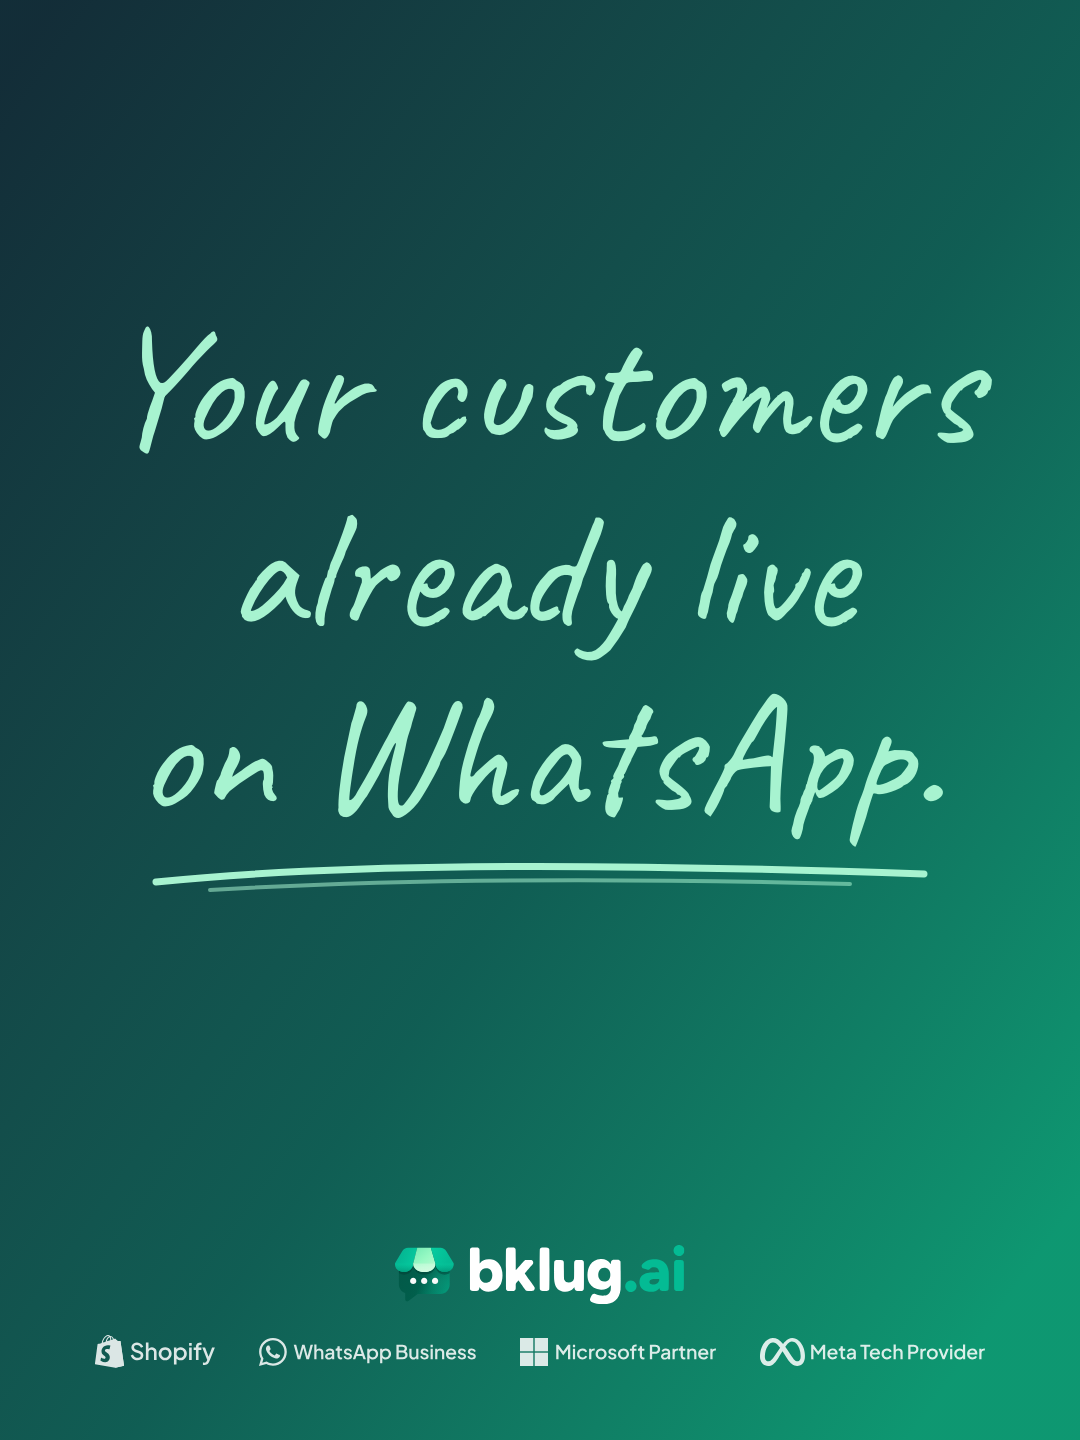 Your customers
already live
on WhatsApp.
bklug.ai
Shopify WhatsApp Business Microsoft Partner Meta Tech Provider